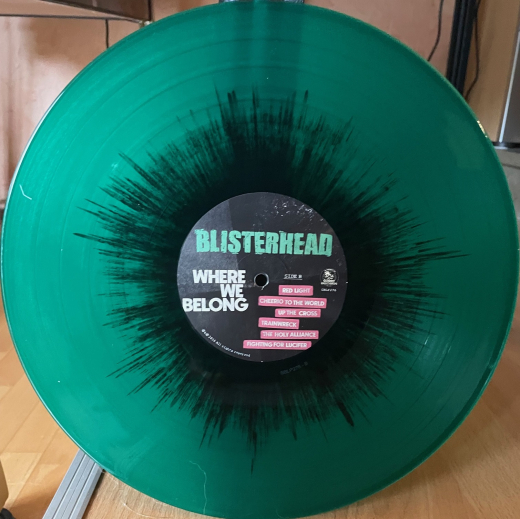 BLISTERHEAD
WHERE
WE
BELONG
SIDE B
RED LIGHT
CHEERIO TO THE WORLD
UP THE CROSS
TRAINWRECK
THE HOLY ALLIANCE
FIGHTING FOR LUCIFER